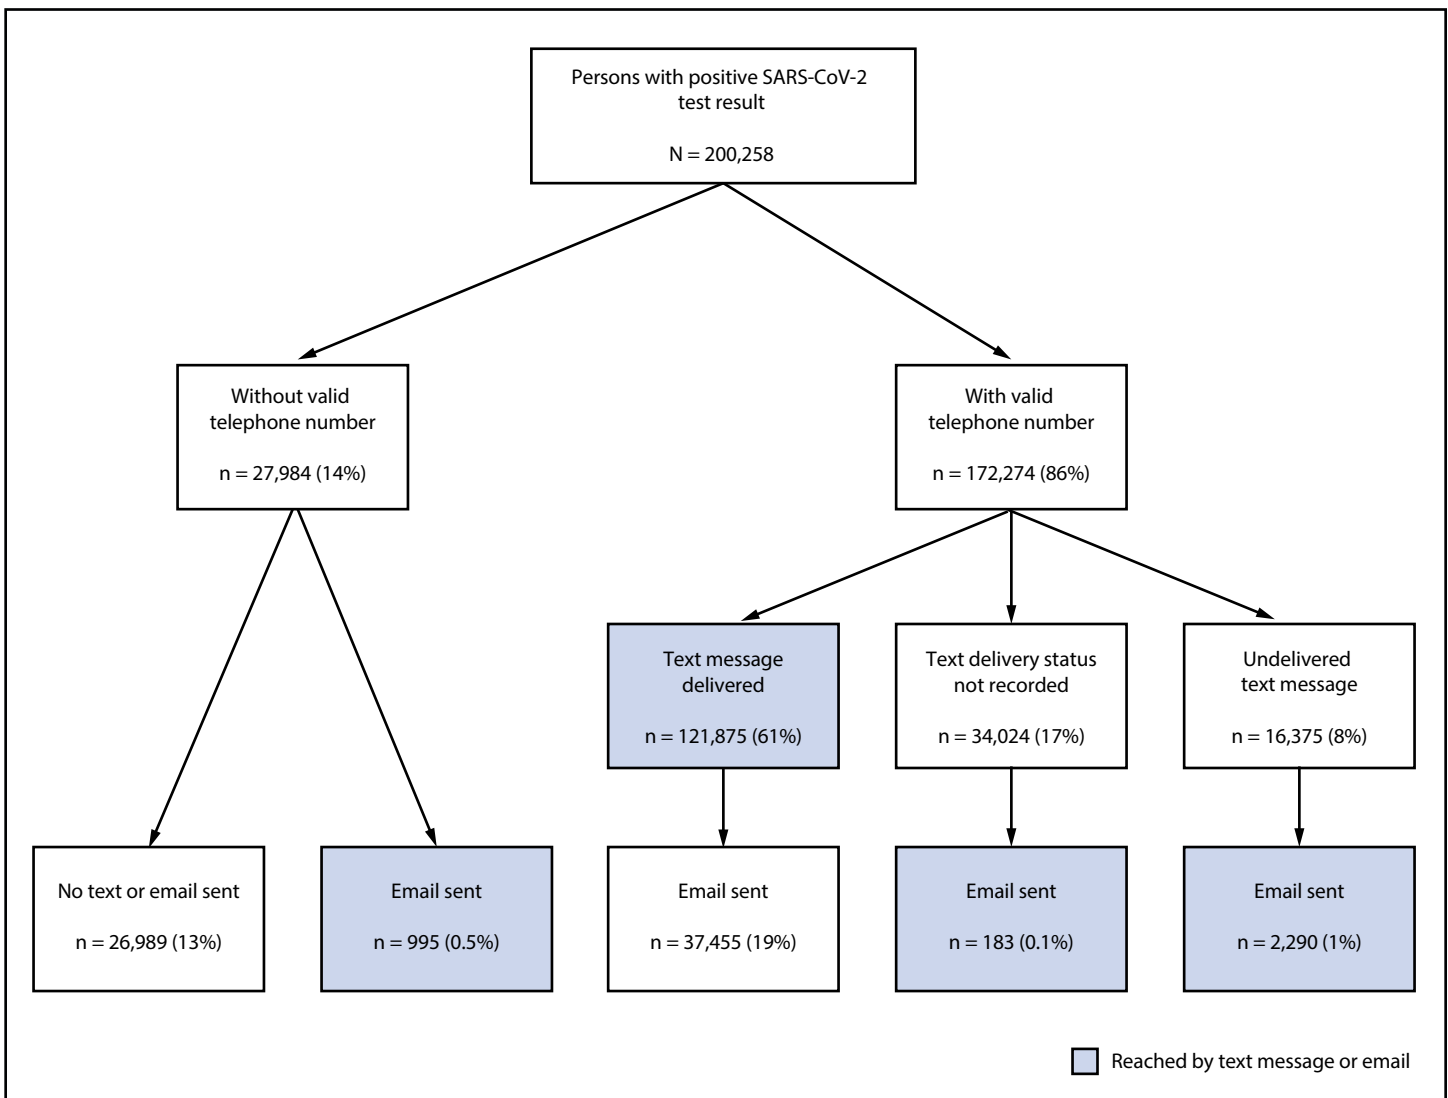 Persons with positive SARS-CoV-2
test result
N = 200,258
Without valid
telephone number
n = 27,984 (14%)
With valid
telephone number
n = 172,274 (86%)
Text message
delivered
n = 121,875 (61%)
Text delivery status
not recorded
n = 34,024 (17%)
Undelivered
text message
n = 16,375 (8%)
No text or email sent
n = 26,989 (13%)
Email sent
n = 995 (0.5%)
Email sent
n = 37,455 (19%)
Email sent
n = 183 (0.1%)
Email sent
n = 2,290 (1%)
Reached by text message or email